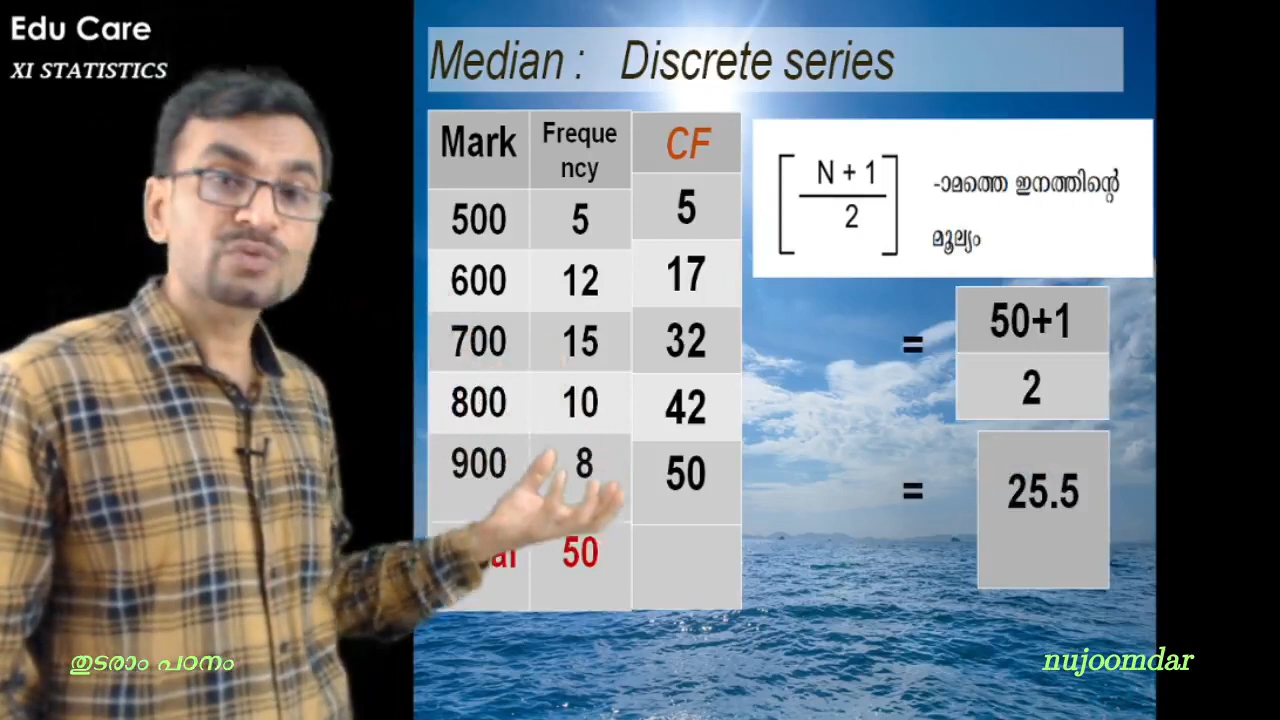 Edu Care
XI STATISTICS
Median : Discrete series
Mark Freque
ncy CF
500 5 5
600 12 17
700 15 32
800 10 42
900 8 50
50
N + 1
2
-ാമത്തെ ഇനത്തിന്റെ
മൂല്യം
= 50+1
2
= 25.5
തുടരാം പഠനം
nujoomdar